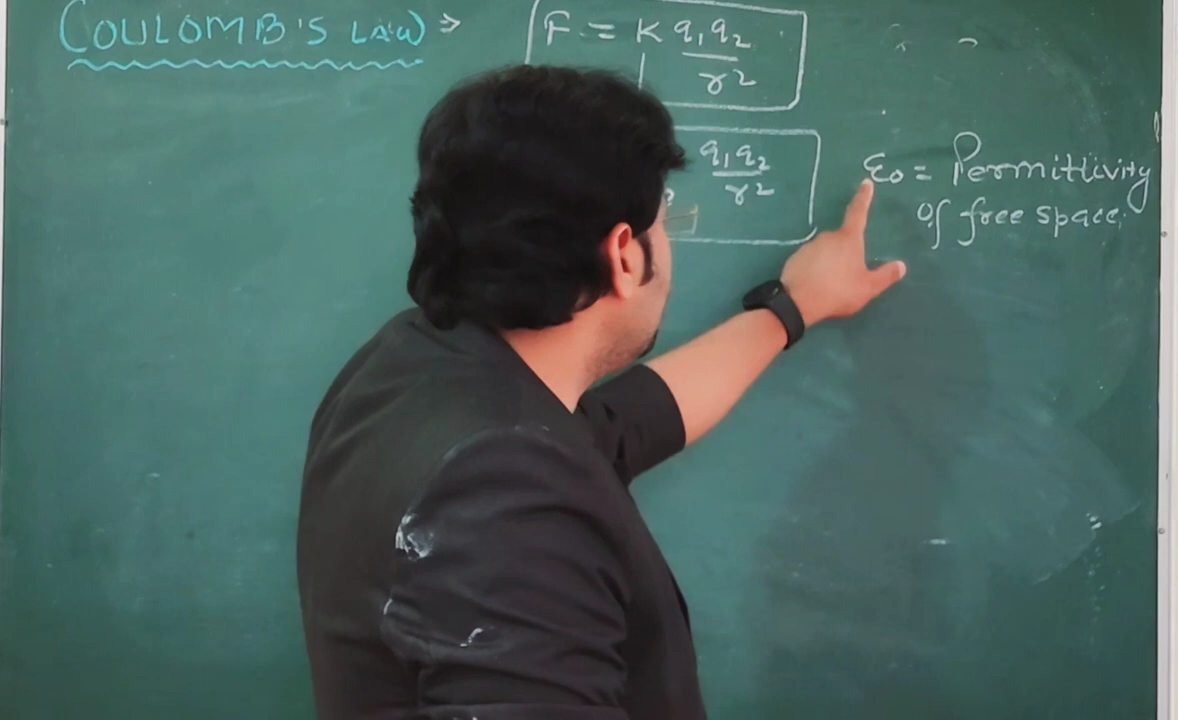 COULOMB'S LAW ⇒ F = K q₁q₂ / r²
q₁q₂ / r²
ε₀ = Permittivity
of free space.